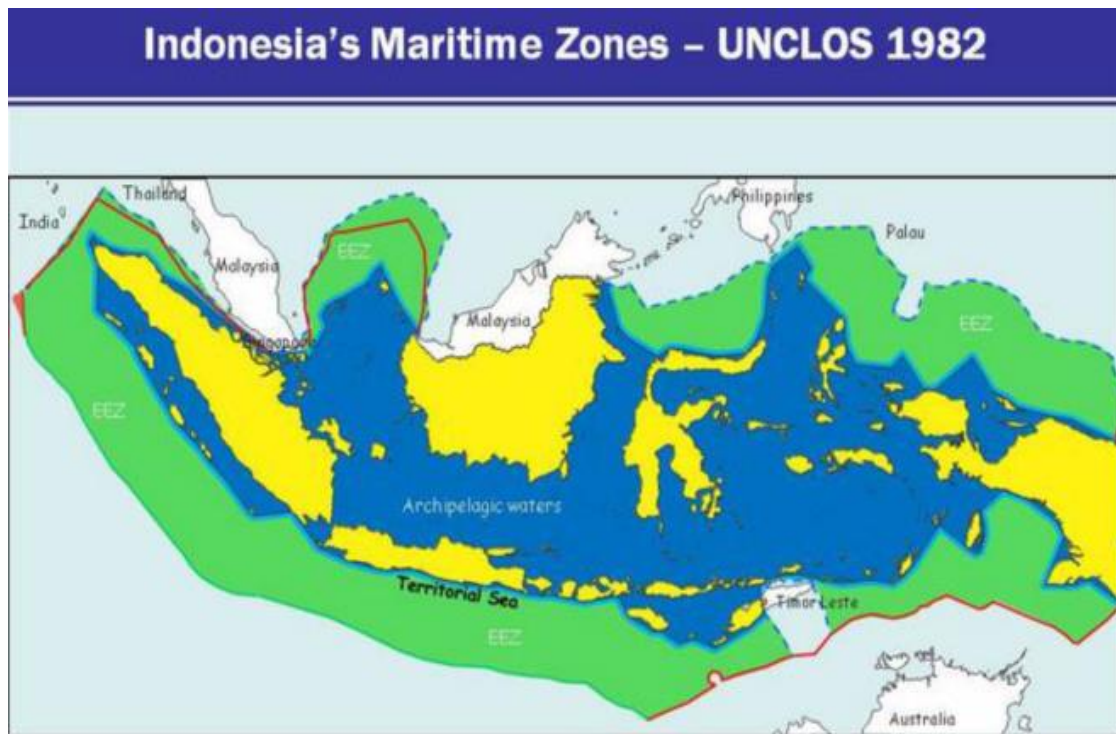 Indonesia's Maritime Zones – UNCLOS 1982
Thailand
Philippines
India
Palau
EEZ
Malaysia
Malaysia
EEZ
Singapore
EEZ
Archipelagic waters
Territorial Sea
Timor Leste
EEZ
Australia